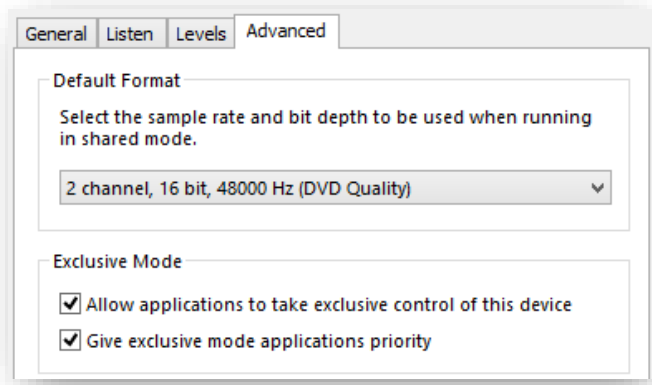 General Listen Levels Advanced
Default Format
Select the sample rate and bit depth to be used when running
in shared mode.
2 channel, 16 bit, 48000 Hz (DVD Quality)
Exclusive Mode
Allow applications to take exclusive control of this device
Give exclusive mode applications priority